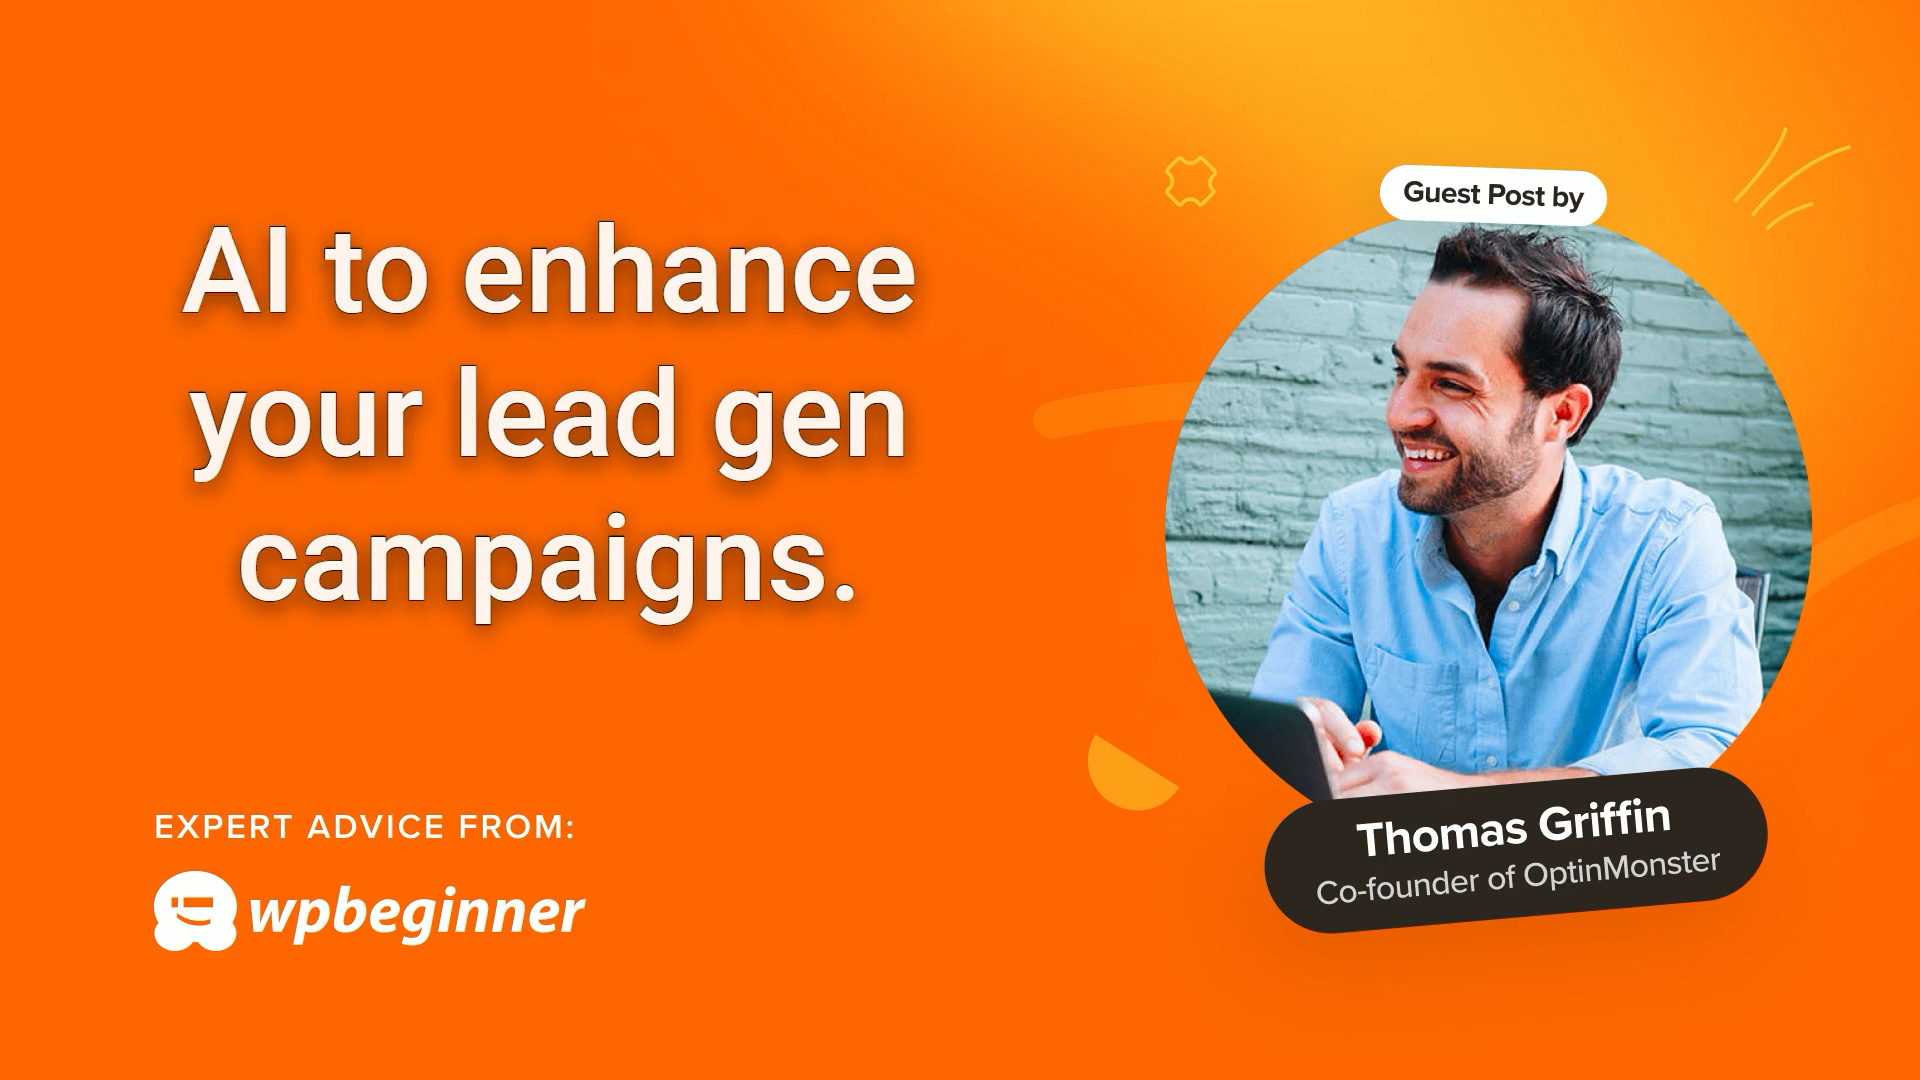 AI to enhance
your lead gen
campaigns.
EXPERT ADVICE FROM:
wpbeginner
Guest Post by
Thomas Griffin
Co-founder of OptinMonster